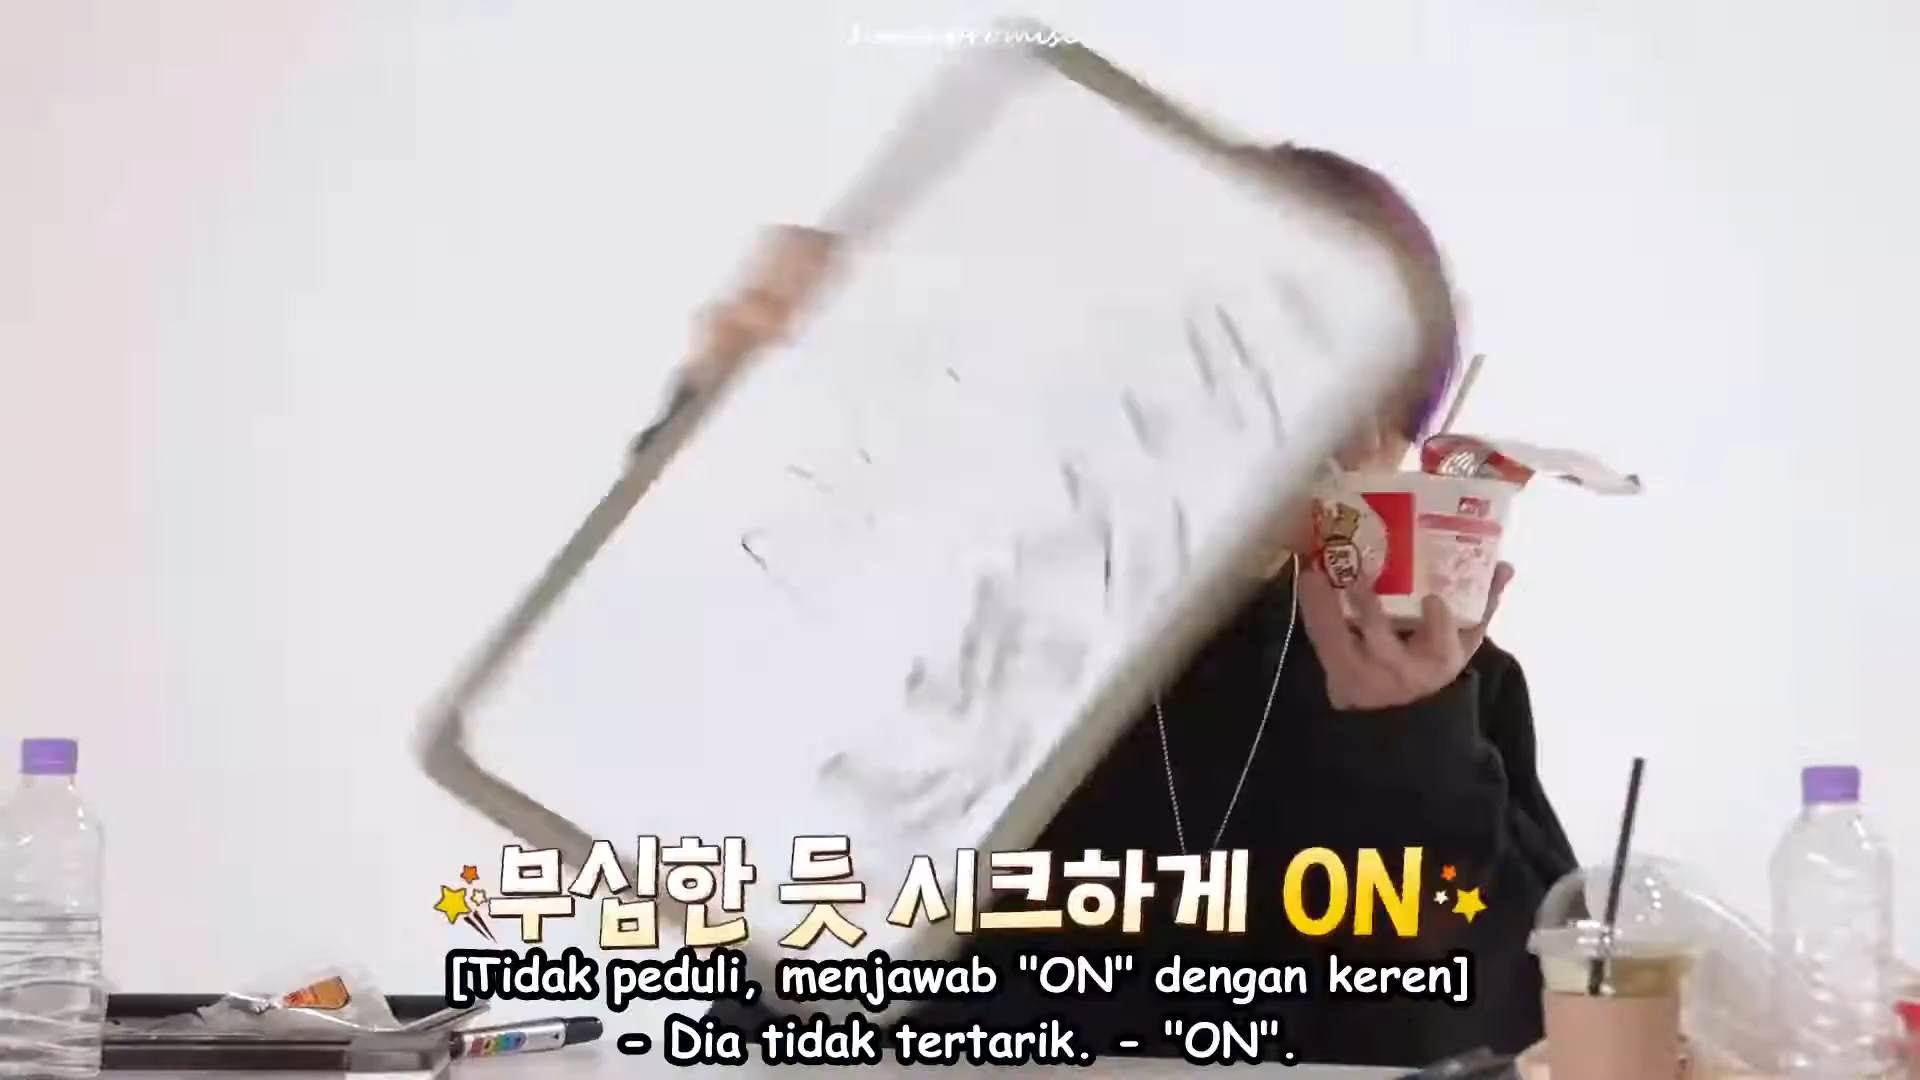 부심한 듯 시크하게 ON
[Tidak peduli, menjawab "ON" dengan keren]
- Dia tidak tertarik. - "ON".